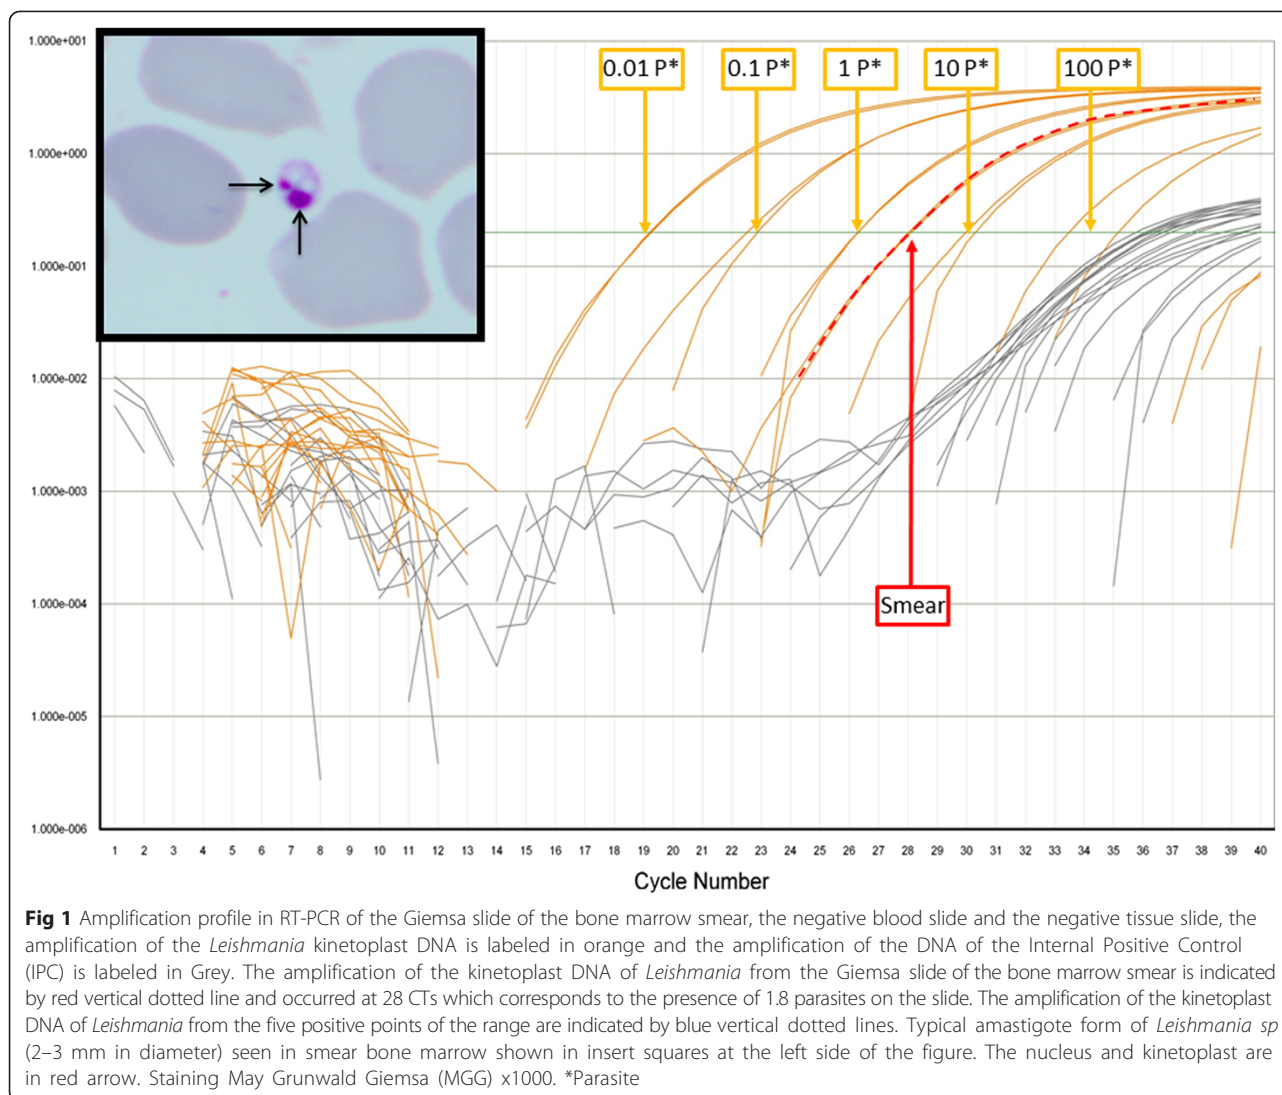 0.01 P*
0.1 P*
1 P*
10 P*
100 P*
1.000e+001
1.000e+000
1.000e-001
1.000e-002
1.000e-003
1.000e-004
1.000e-005
1.000e-006
Smear
1 2 3 4 5 6 7 8 9 10 11 12 13 14 15 16 17 18 19 20 21 22 23 24 25 26 27 28 29 30 31 32 33 34 35 36 37 38 39 40
Cycle Number
Fig 1 Amplification profile in RT-PCR of the Giemsa slide of the bone marrow smear, the negative blood slide and the negative tissue slide, the
amplification of the Leishmania kinetoplast DNA is labeled in orange and the amplification of the DNA of the Internal Positive Control
(IPC) is labeled in Grey. The amplification of the kinetoplast DNA of Leishmania from the Giemsa slide of the bone marrow smear is indicated
by red vertical dotted line and occurred at 28 CTs which corresponds to the presence of 1.8 parasites on the slide. The amplification of the kinetoplast
DNA of Leishmania from the five positive points of the range are indicated by blue vertical dotted lines. Typical amastigote form of Leishmania sp
(2–3 mm in diameter) seen in smear bone marrow shown in insert squares at the left side of the figure. The nucleus and kinetoplast are
in red arrow. Staining May Grunwald Giemsa (MGG) x1000. *Parasite